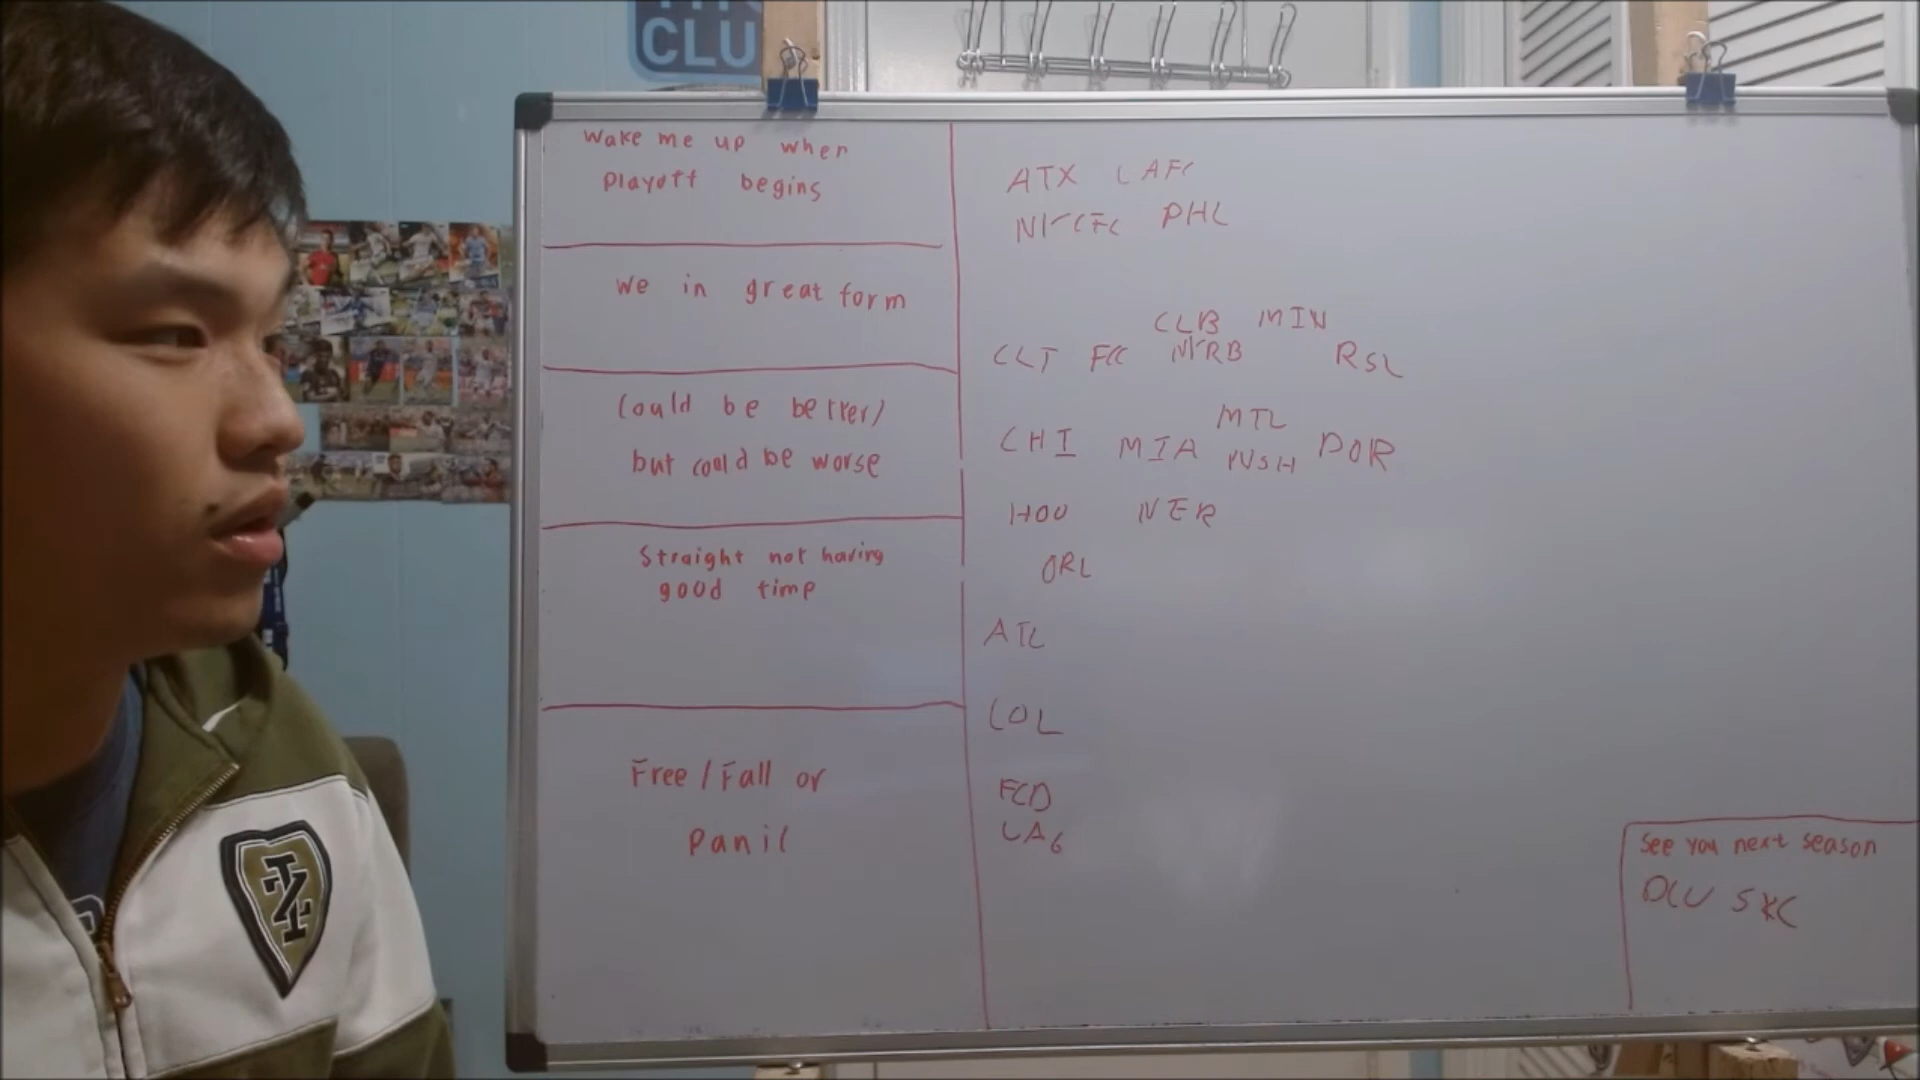 CLU
Wake me up when
Playoff begins
ATX LAFC
NYCFC PHL
We in great form
CLB MIN
CLT FCC NYRB RSL
Could be better/
but could be worse
MTL
CHI MIA NSH POR
HOU NER
ORL
Straight not having
good time
ATL
COL
Free/Fall or
Panic
FCD
LAG
See you next season
DCU SKC